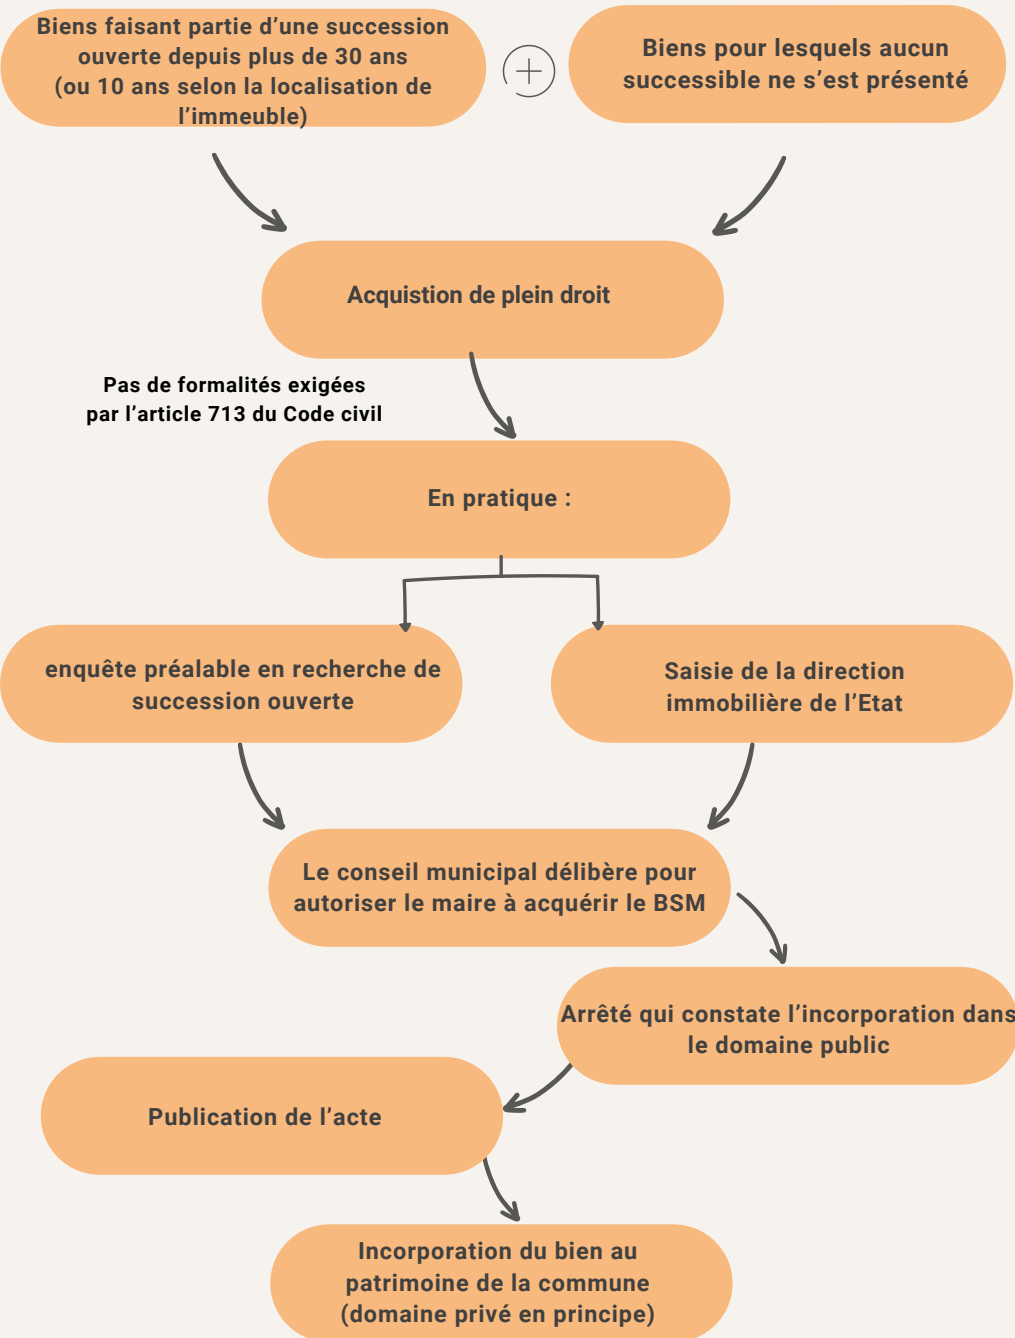 Biens faisant partie d’une succession
ouverte depuis plus de 30 ans
(ou 10 ans selon la localisation de
l’immeuble)
Biens pour lesquels aucun
successible ne s’est présenté
Acquistion de plein droit
Pas de formalités exigées
par l’article 713 du Code civil
En pratique :
enquête préalable en recherche de
succession ouverte
Saisie de la direction
immobilière de l’Etat
Le conseil municipal délibère pour
autoriser le maire à acquérir le BSM
Arrêté qui constate l’incorporation dans
le domaine public
Publication de l’acte
Incorporation du bien au
patrimoine de la commune
(domaine privé en principe)